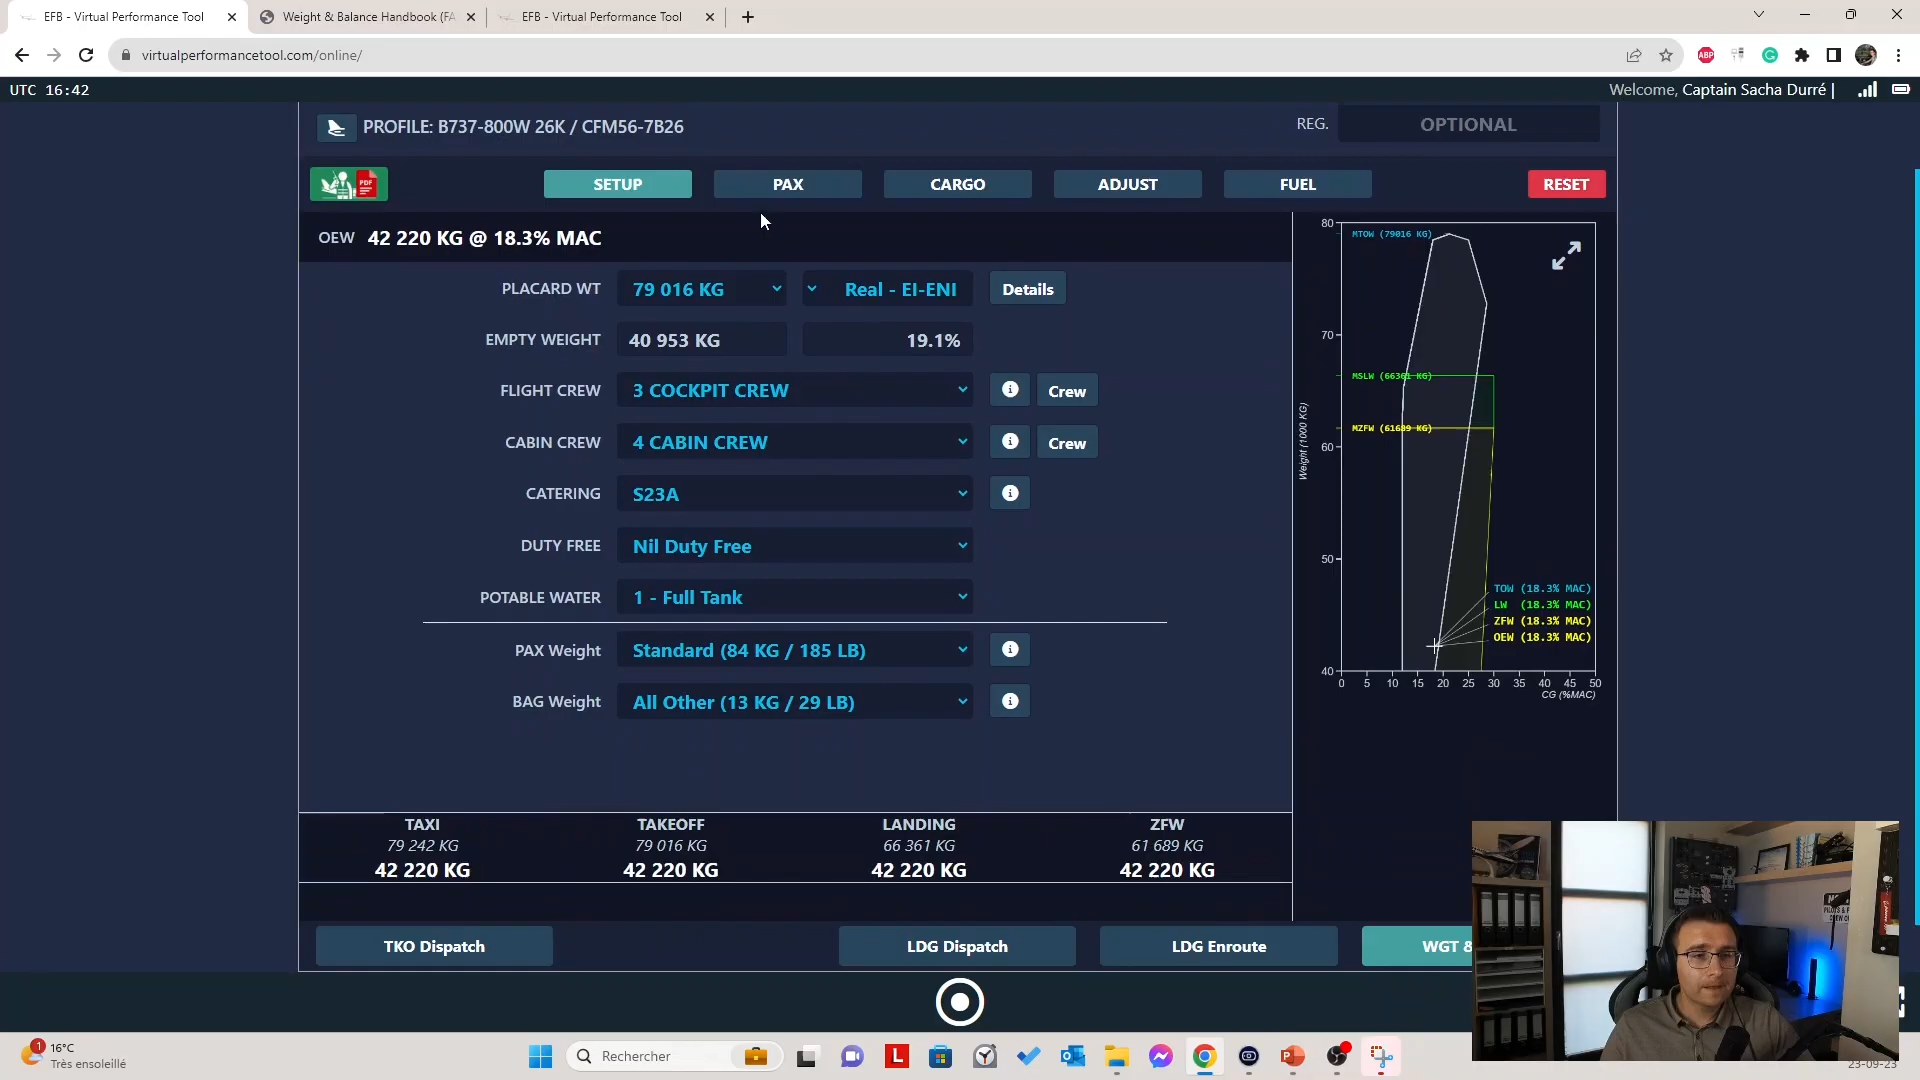 EFB - Virtual Performance Tool
Weight & Balance Handbook (FA
EFB - Virtual Performance Tool
virtualperformancetool.com/online/
ABP
UTC 16:42
Welcome, Captain Sacha Durré |
PROFILE: B737-800W 26K / CFM56-7B26
REG.
OPTIONAL
PDF
SETUP
PAX
CARGO
ADJUST
FUEL
RESET
OEW 42 220 KG @ 18.3% MAC
PLACARD WT 79 016 KG Real - EI-ENI Details
EMPTY WEIGHT 40 953 KG 19.1%
FLIGHT CREW 3 COCKPIT CREW Crew
CABIN CREW 4 CABIN CREW Crew
CATERING S23A
DUTY FREE Nil Duty Free
POTABLE WATER 1 - Full Tank
PAX Weight Standard (84 KG / 185 LB)
BAG Weight All Other (13 KG / 29 LB)
80
70
60
50
40
Weight (1000 KG)
MTOW (79016 KG)
MSLW (66361 KG)
MZFW (61689 KG)
TOW (18.3% MAC)
LW (18.3% MAC)
ZFW (18.3% MAC)
OEW (18.3% MAC)
0 5 10 15 20 25 30 35 40 45 50
CG (%MAC)
TAXI TAKEOFF LANDING ZFW
79 242 KG 79 016 KG 66 361 KG 61 689 KG
42 220 KG 42 220 KG 42 220 KG 42 220 KG
TKO Dispatch
LDG Dispatch
LDG Enroute
WGT &
1
16°C
Très ensoleillé
Rechercher
L
23-09-23